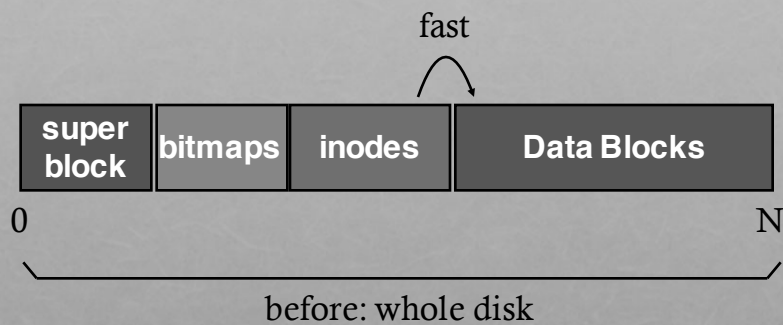 fast
super
block
bitmaps
inodes
Data Blocks
0
N
before: whole disk